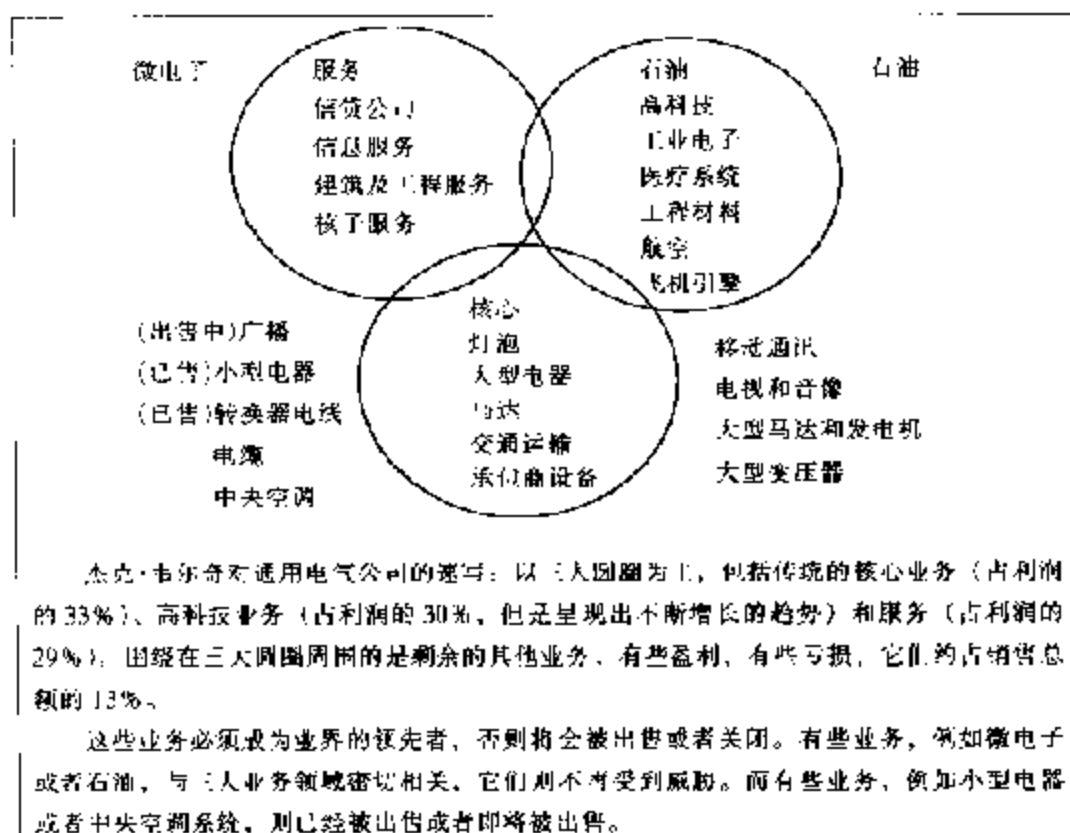 微电子
服务
信贷公司
信息服务
建筑及工程服务
核子服务
石油
高科技
工业电子
医疗系统
工程材料
航空
飞机引擎
石油
(出售中)广播
(已售)小型电器
(已售)转换器电线
电缆
中央空调
核心
灯泡
大型电器
马达
交通运输
承包商设备
移动通讯
电视和音像
大型马达和发电机
大型变压器
杰克·韦尔奇对通用电气公司的速写：以三大圆圈为主，包括传统的核心业务（占利润
的33%）、高科技业务（占利润的30%，但是呈现出不断增长的趋势）和服务（占利润的
29%）。围绕在三大圆圈周围的是剩余的其他业务，有些盈利，有些亏损，它们约占销售总
额的13%。
这些业务必须成为业界的领先者，否则将会被出售或者关闭。有些业务，例如微电子
或者石油，与三大业务领域密切相关，它们则不考受到威胁。而有些业务，例如小型电器
或者中央空调系统，则已经被出售或者即将被出售。